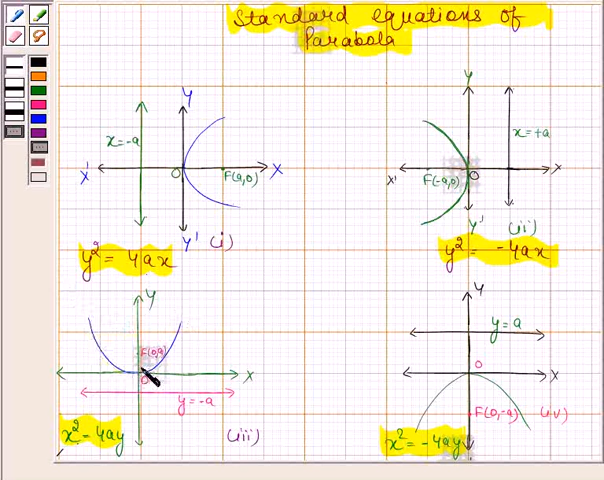 Standard equations of
Parabola
Y
x=-a
X'
O
F(a,0)
X
Y'
(i)
y² = 4ax
Y
x=+a
X'
F(-a,0)
O
X
Y'
(ii)
y² = -4ax
Y
F(0,a)
O
X
y=-a
x² = 4ay
(iii)
Y
y=a
O
X
F(0,-a)
(iv)
x² = -4ay